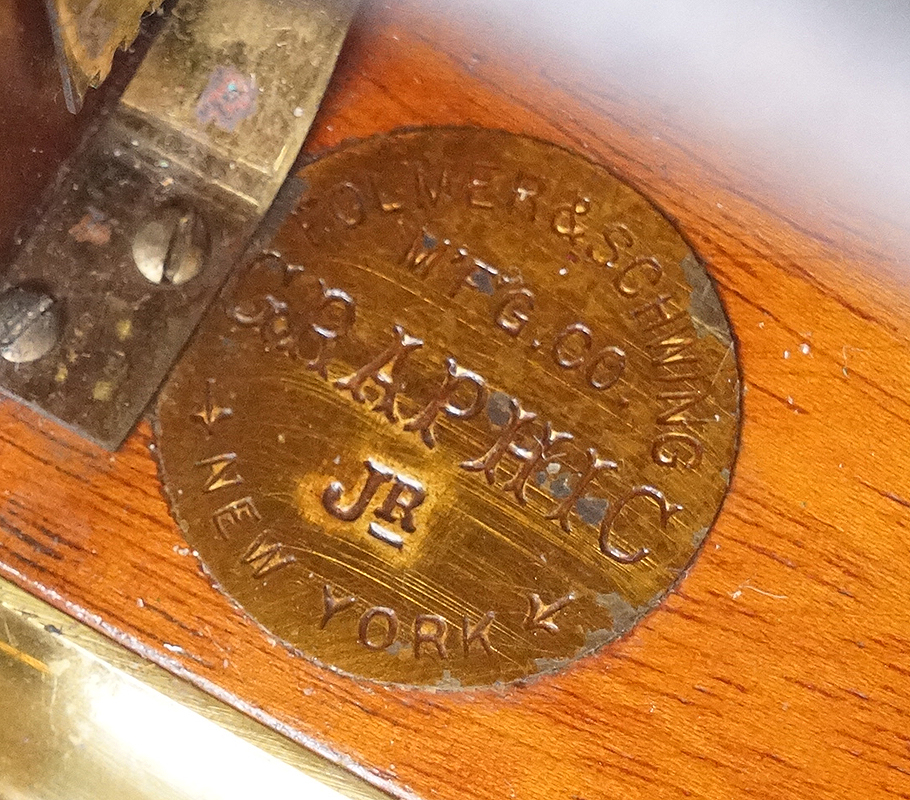 FOLMER & SCHWING
M'F'G. CO.
GRAPHIC
JR
NEW YORK